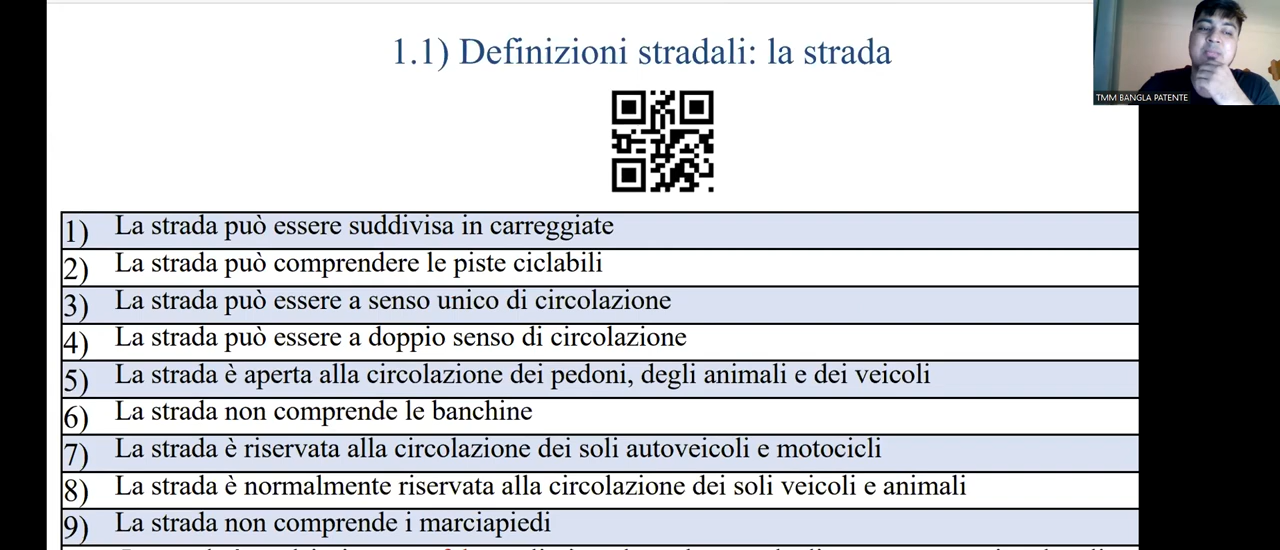 1.1) Definizioni stradali: la strada
TMM BANGLA PATENTE
1) La strada può essere suddivisa in carreggiate
2) La strada può comprendere le piste ciclabili
3) La strada può essere a senso unico di circolazione
4) La strada può essere a doppio senso di circolazione
5) La strada è aperta alla circolazione dei pedoni, degli animali e dei veicoli
6) La strada non comprende le banchine
7) La strada è riservata alla circolazione dei soli autoveicoli e motocicli
8) La strada è normalmente riservata alla circolazione dei soli veicoli e animali
9) La strada non comprende i marciapiedi